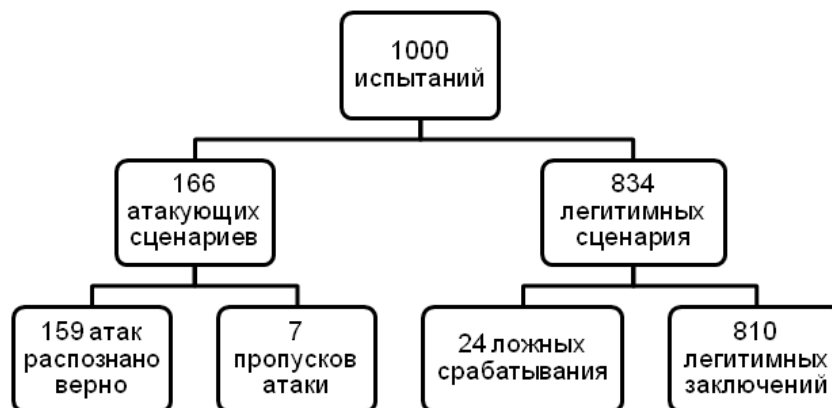 1000
испытаний
166
атакующих
сценариев
834
легитимных
сценария
159 атак
распознано
верно
7
пропусков
атаки
24 ложных
срабатывания
810
легитимных
заключений